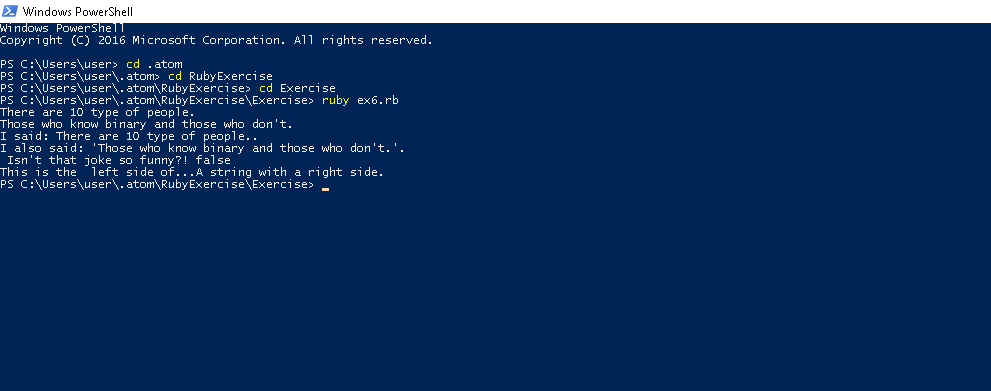 Windows PowerShell
Windows PowerShell
Copyright (C) 2016 Microsoft Corporation. All rights reserved.
PS C:\Users\user> cd .atom
PS C:\Users\user\.atom> cd RubyExercise
PS C:\Users\user\.atom\RubyExercise> cd Exercise
PS C:\Users\user\.atom\RubyExercise\Exercise> ruby ex6.rb
There are 10 type of people.
Those who know binary and those who don't.
I said: There are 10 type of people..
I also said: 'Those who know binary and those who don't.'.
 Isn't that joke so funny?! false
This is the  left side of...A string with a right side.
PS C:\Users\user\.atom\RubyExercise\Exercise>